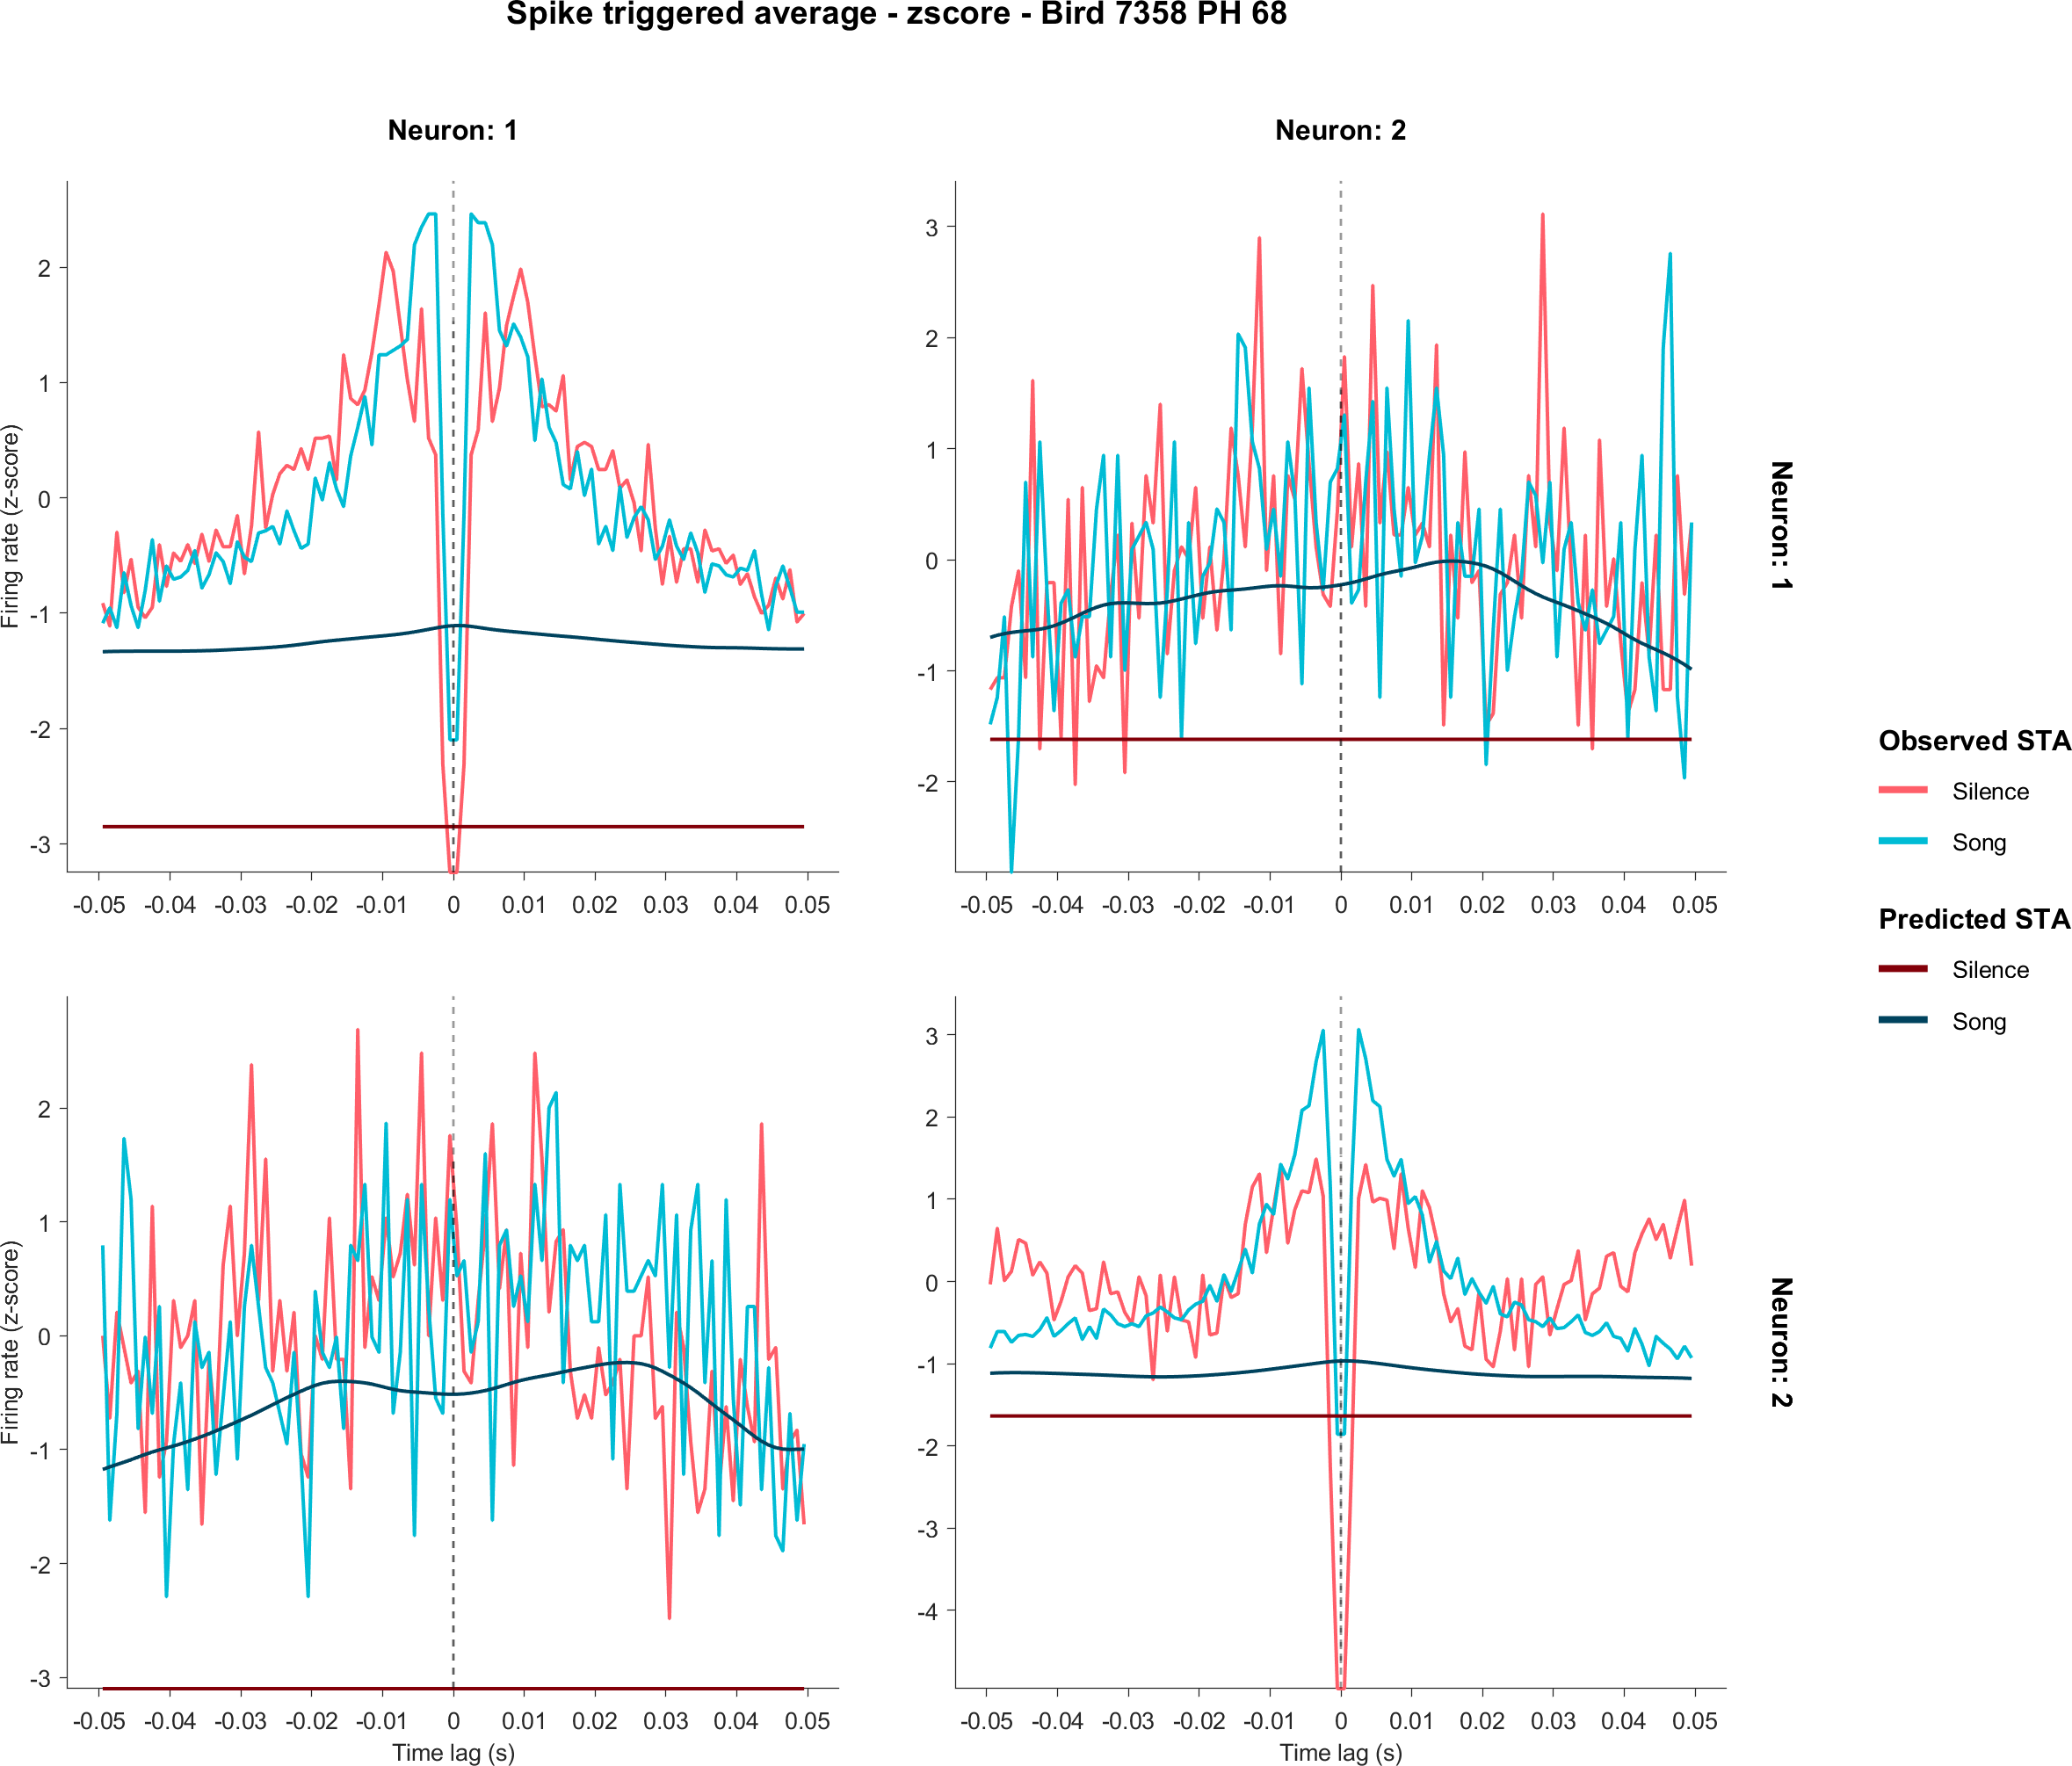 Spike triggered average - zscore - Bird 7358 PH 68
Neuron: 1
Neuron: 2
Firing rate (z-score)
2
1
0
-1
-2
-3
-0.05 -0.04 -0.03 -0.02 -0.01 0 0.01 0.02 0.03 0.04 0.05
3
2
1
0
-1
-2
-0.05 -0.04 -0.03 -0.02 -0.01 0 0.01 0.02 0.03 0.04 0.05
Neuron: 1
Observed STA
Silence
Song
Predicted STA
Silence
Song
Firing rate (z-score)
2
1
0
-1
-2
-3
-0.05 -0.04 -0.03 -0.02 -0.01 0 0.01 0.02 0.03 0.04 0.05
Time lag (s)
3
2
1
0
-1
-2
-3
-4
-0.05 -0.04 -0.03 -0.02 -0.01 0 0.01 0.02 0.03 0.04 0.05
Time lag (s)
Neuron: 2